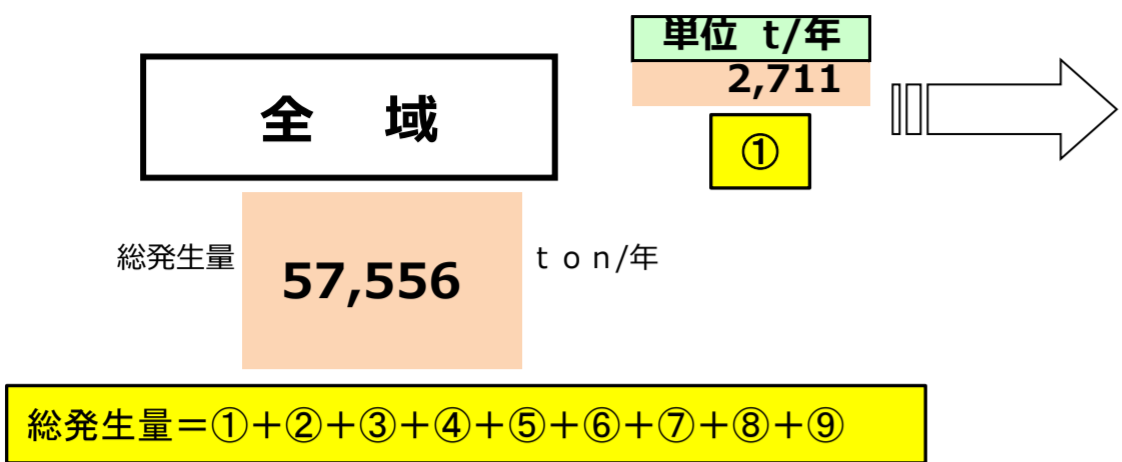 単位 t/年
2,711
全 域
①
総発生量
57,556
ｔｏｎ/年
総発生量＝①＋②＋③＋④＋⑤＋⑥＋⑦＋⑧＋⑨